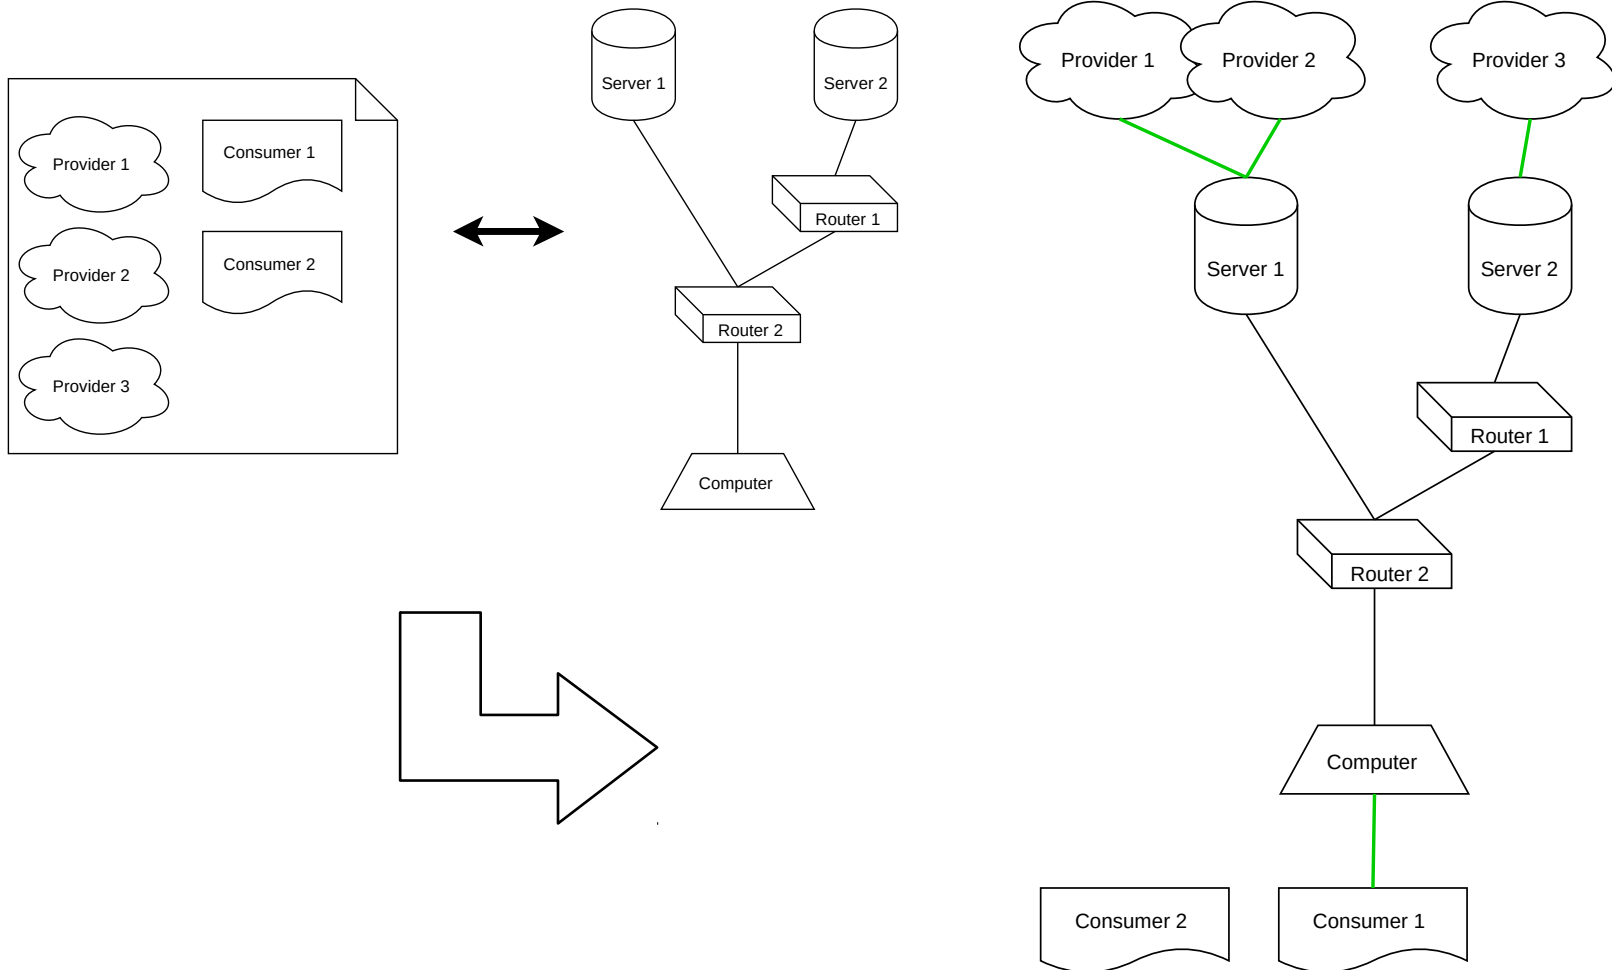 Provider 1
Consumer 1
Provider 2
Consumer 2
Provider 3
Server 1
Server 2
Router 1
Router 2
Computer
Provider 1
Provider 2
Provider 3
Server 1
Server 2
Router 1
Router 2
Computer
Consumer 2
Consumer 1